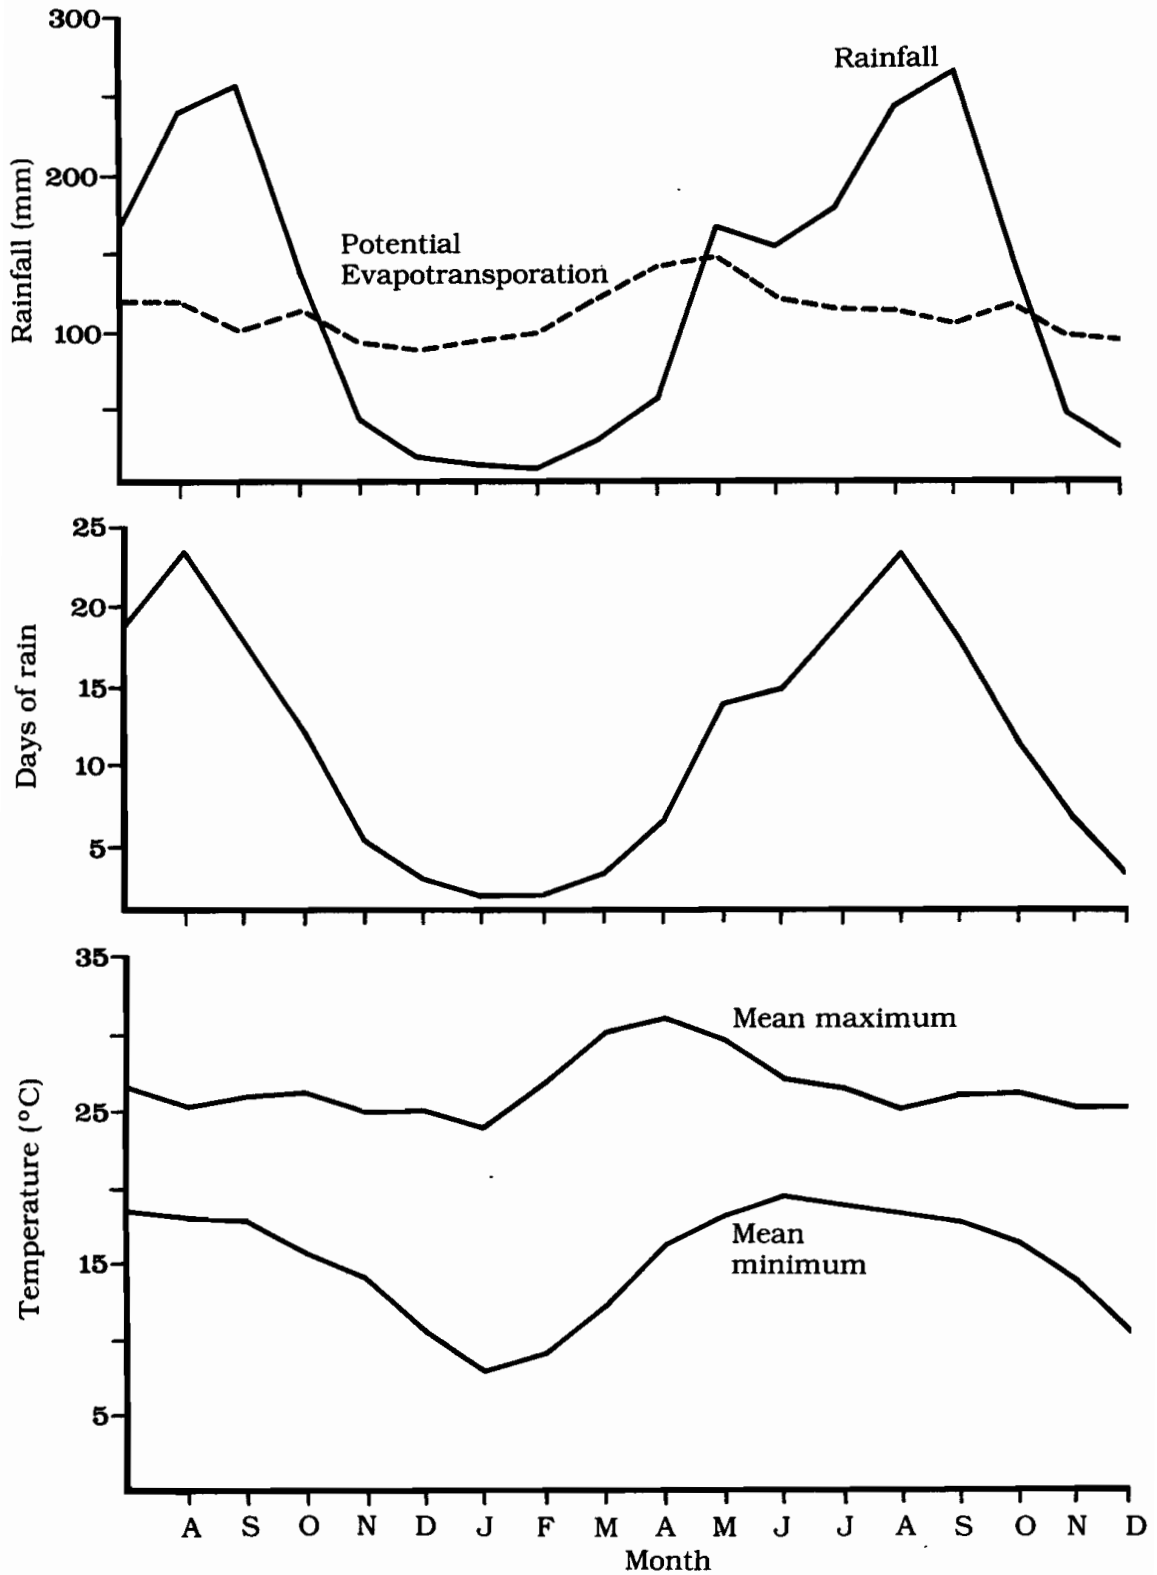 300
Rainfall
200
Rainfall (mm)
Potential
Evapotransporation
100
25
20
Days of rain
15
10
5
35
Mean maximum
25
Temperature (°C)
Mean
minimum
15
5
A S O N D J F M A M J J A S O N D
Month